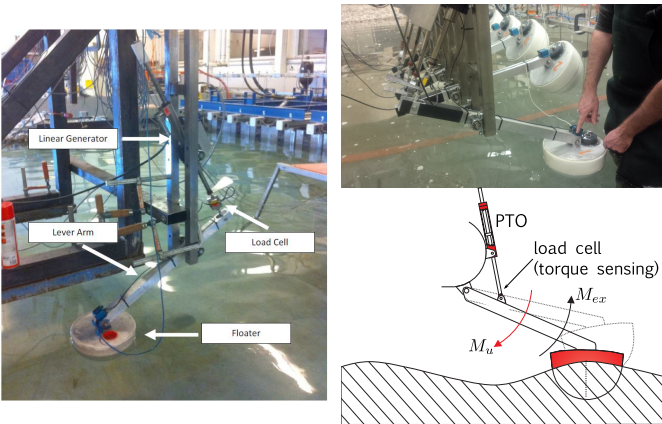 Linear Generator
Lever Arm
Load Cell
Floater
PTO
load cell
(torque sensing)
M_ex
M_u